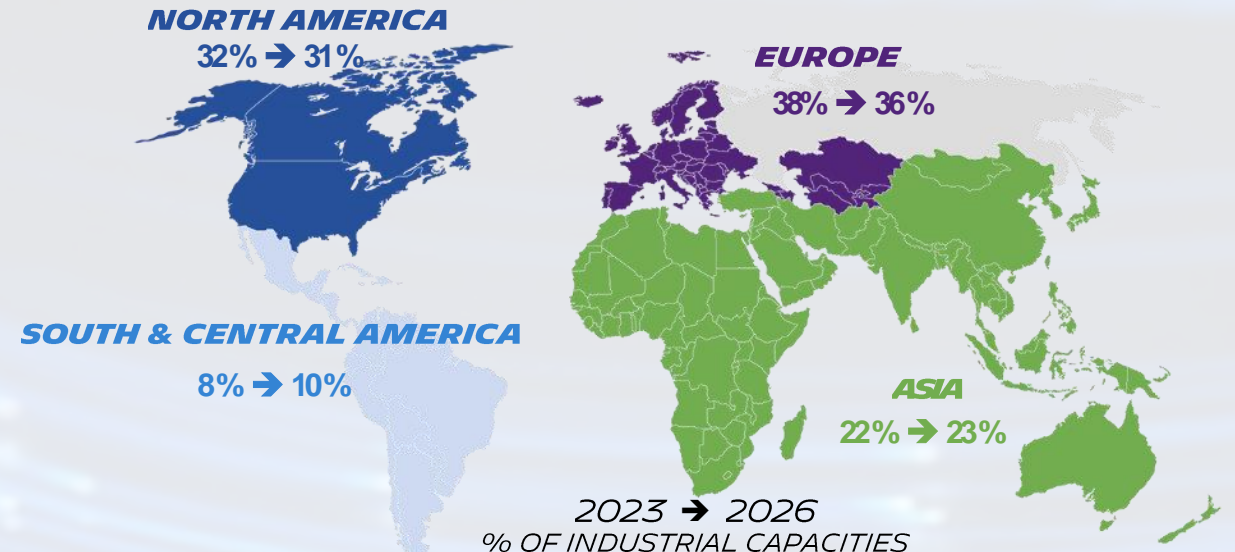 NORTH AMERICA
32% ➔ 31%
EUROPE
38% ➔ 36%
SOUTH & CENTRAL AMERICA
8% ➔ 10%
ASIA
22% ➔ 23%
2023 ➔ 2026
% OF INDUSTRIAL CAPACITIES